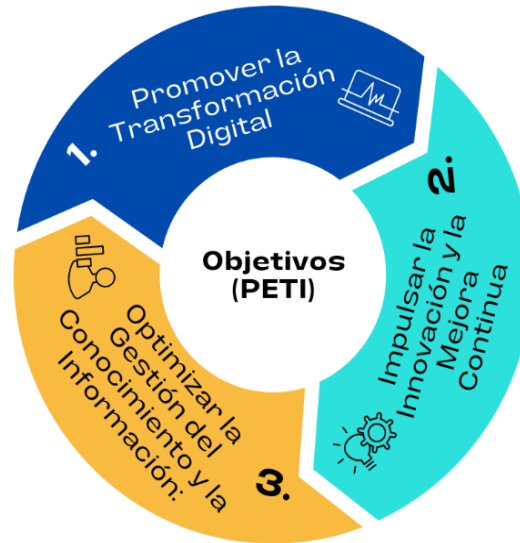 Objetivos
(PETI)
1.
Promover la
Transformación
Digital
2.
Impulsar la
Innovación y la
Mejora
Continua
3.
Optimizar la
Gestión del
Conocimiento y la
Información: